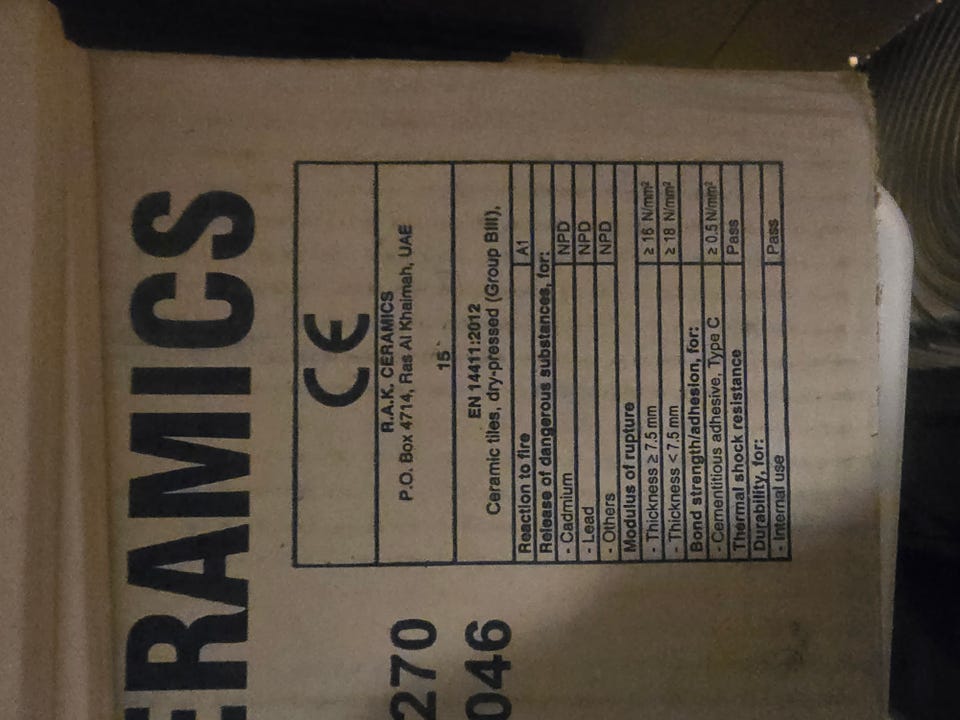 ERAMICS
CE
R.A.K. CERAMICS
P.O. Box 4714, Ras Al Khaimah, UAE
15
EN 14411:2012
Ceramic tiles, dry-pressed (Group BIII),
Reaction to fire A1
Release of dangerous substances, for:
- Cadmium NPD
- Lead NPD
- Others NPD
Modulus of rupture
- Thickness ≥ 7.5 mm ≥ 16 N/mm²
- Thickness < 7.5 mm ≥ 18 N/mm²
Bond strength/adhesion, for:
- Cementitious adhesive, Type C ≥ 0.5 N/mm²
Thermal shock resistance Pass
Durability, for:
- Internal use Pass
270
046